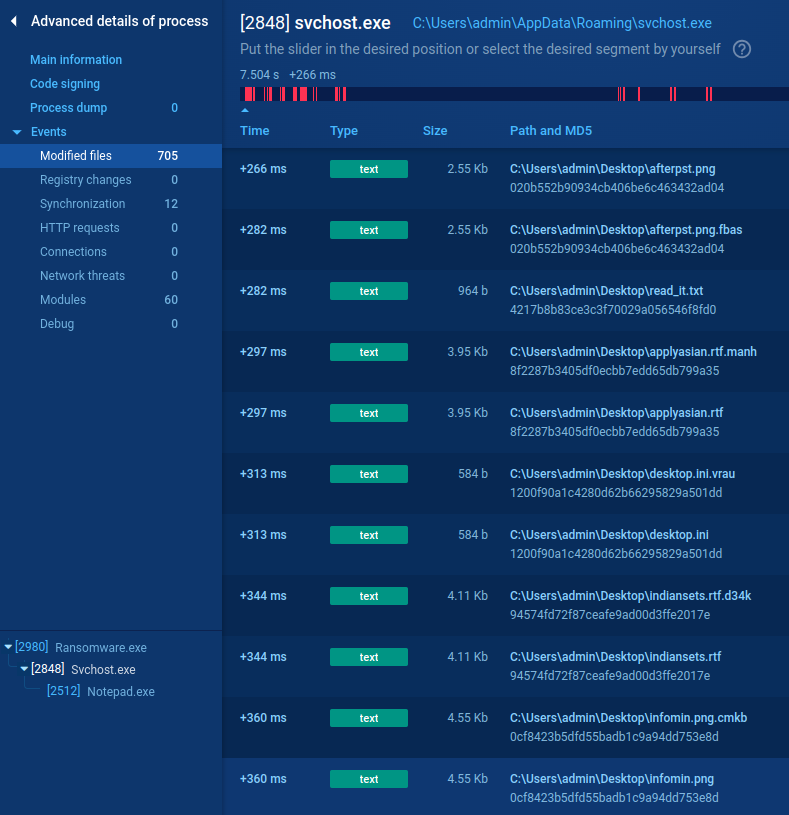 Advanced details of process
Main information
Code signing
Process dump 0
Events
Modified files 705
Registry changes 0
Synchronization 12
HTTP requests 0
Connections 0
Network threats 0
Modules 60
Debug 0
[2980] Ransomware.exe
[2848] Svchost.exe
[2512] Notepad.exe
[2848] svchost.exe C:\Users\admin\AppData\Roaming\svchost.exe
Put the slider in the desired position or select the desired segment by yourself ?
7.504 s +266 ms
Time Type Size Path and MD5
+266 ms text 2.55 Kb C:\Users\admin\Desktop\afterpst.png
020b552b90934cb406be6c463432ad04
+282 ms text 2.55 Kb C:\Users\admin\Desktop\afterpst.png.fbas
020b552b90934cb406be6c463432ad04
+282 ms text 964 b C:\Users\admin\Desktop\read_it.txt
4217b8b83ce3c3f70029a056546f8fd0
+297 ms text 3.95 Kb C:\Users\admin\Desktop\applyasian.rtf.manh
8f2287b3405df0ecbb7edd65db799a35
+297 ms text 3.95 Kb C:\Users\admin\Desktop\applyasian.rtf
8f2287b3405df0ecbb7edd65db799a35
+313 ms text 584 b C:\Users\admin\Desktop\desktop.ini.vrau
1200f90a1c4280d62b66295829a501dd
+313 ms text 584 b C:\Users\admin\Desktop\desktop.ini
1200f90a1c4280d62b66295829a501dd
+344 ms text 4.11 Kb C:\Users\admin\Desktop\indiansets.rtf.d34k
94574fd72f87ceafe9ad00d3ffe2017e
+344 ms text 4.11 Kb C:\Users\admin\Desktop\indiansets.rtf
94574fd72f87ceafe9ad00d3ffe2017e
+360 ms text 4.55 Kb C:\Users\admin\Desktop\infomin.png.cmkb
0cf8423b5dfd55badb1c9a94dd753e8d
+360 ms text 4.55 Kb C:\Users\admin\Desktop\infomin.png
0cf8423b5dfd55badb1c9a94dd753e8d